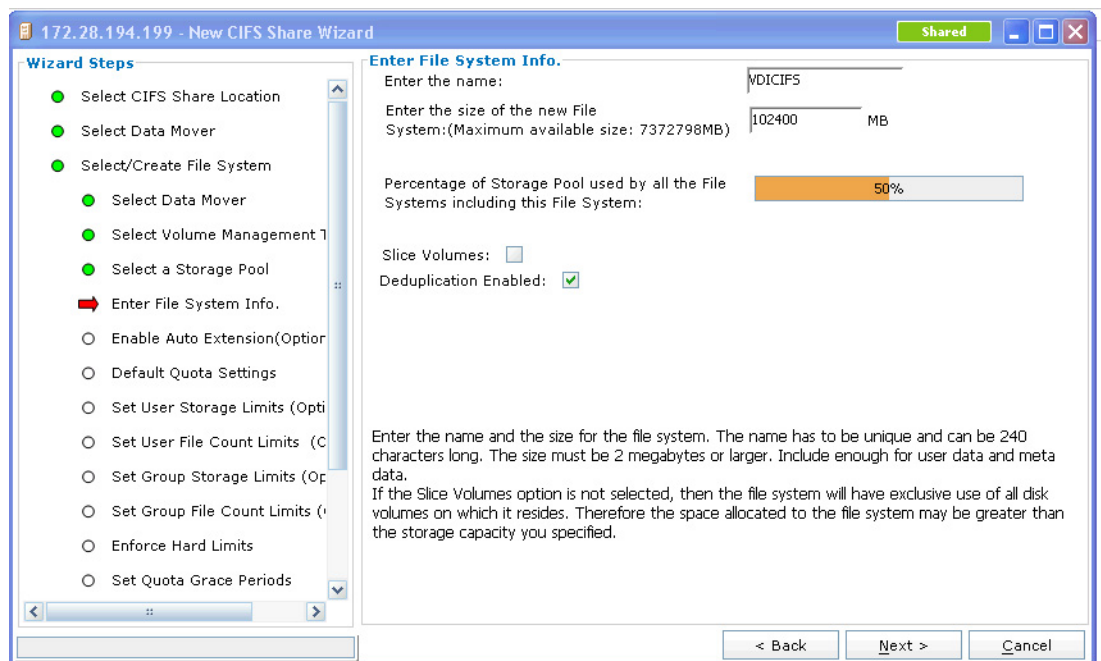 172.28.194.199 - New CIFS Share Wizard
Shared
Wizard Steps
Select CIFS Share Location
Select Data Mover
Select/Create File System
Select Data Mover
Select Volume Management T
Select a Storage Pool
Enter File System Info.
Enable Auto Extension(Option
Default Quota Settings
Set User Storage Limits (Opti
Set User File Count Limits (O
Set Group Storage Limits (Op
Set Group File Count Limits (
Enforce Hard Limits
Set Quota Grace Periods
Enter File System Info.
Enter the name:
VDICIFS
Enter the size of the new File
System:(Maximum available size: 7372798MB)
102400
MB
Percentage of Storage Pool used by all the File
Systems including this File System:
50%
Slice Volumes:
Deduplication Enabled:
Enter the name and the size for the file system. The name has to be unique and can be 240
characters long. The size must be 2 megabytes or larger. Include enough for user data and meta
data.
If the Slice Volumes option is not selected, then the file system will have exclusive use of all disk
volumes on which it resides. Therefore the space allocated to the file system may be greater than
the storage capacity you specified.
< Back
Next >
Cancel